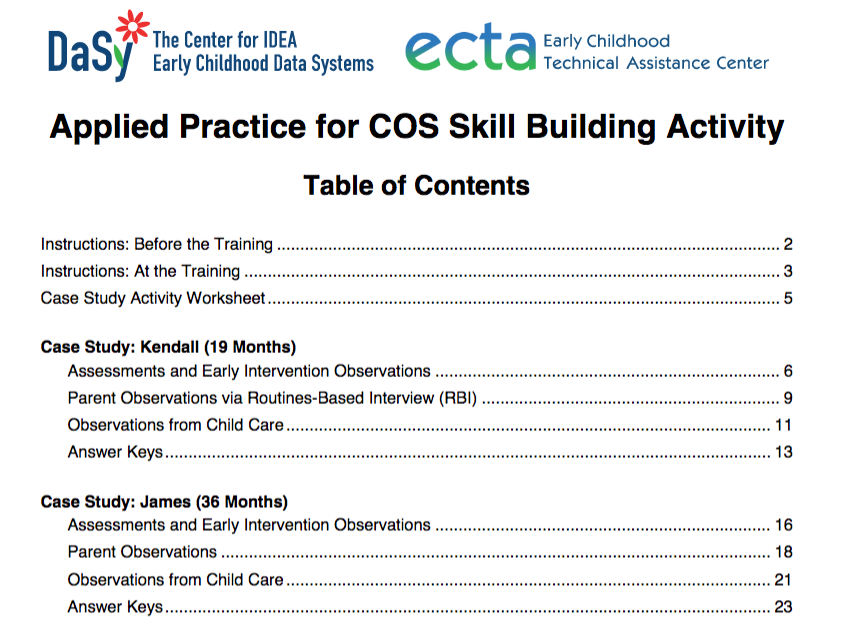 DaSy The Center for IDEA
Early Childhood Data Systems
ecta Early Childhood
Technical Assistance Center
Applied Practice for COS Skill Building Activity
Table of Contents
Instructions: Before the Training ........ 2
Instructions: At the Training ........ 3
Case Study Activity Worksheet ........ 5
Case Study: Kendall (19 Months)
Assessments and Early Intervention Observations ........ 6
Parent Observations via Routines-Based Interview (RBI) ........ 9
Observations from Child Care ........ 11
Answer Keys ........ 13
Case Study: James (36 Months)
Assessments and Early Intervention Observations ........ 16
Parent Observations ........ 18
Observations from Child Care ........ 21
Answer Keys ........ 23